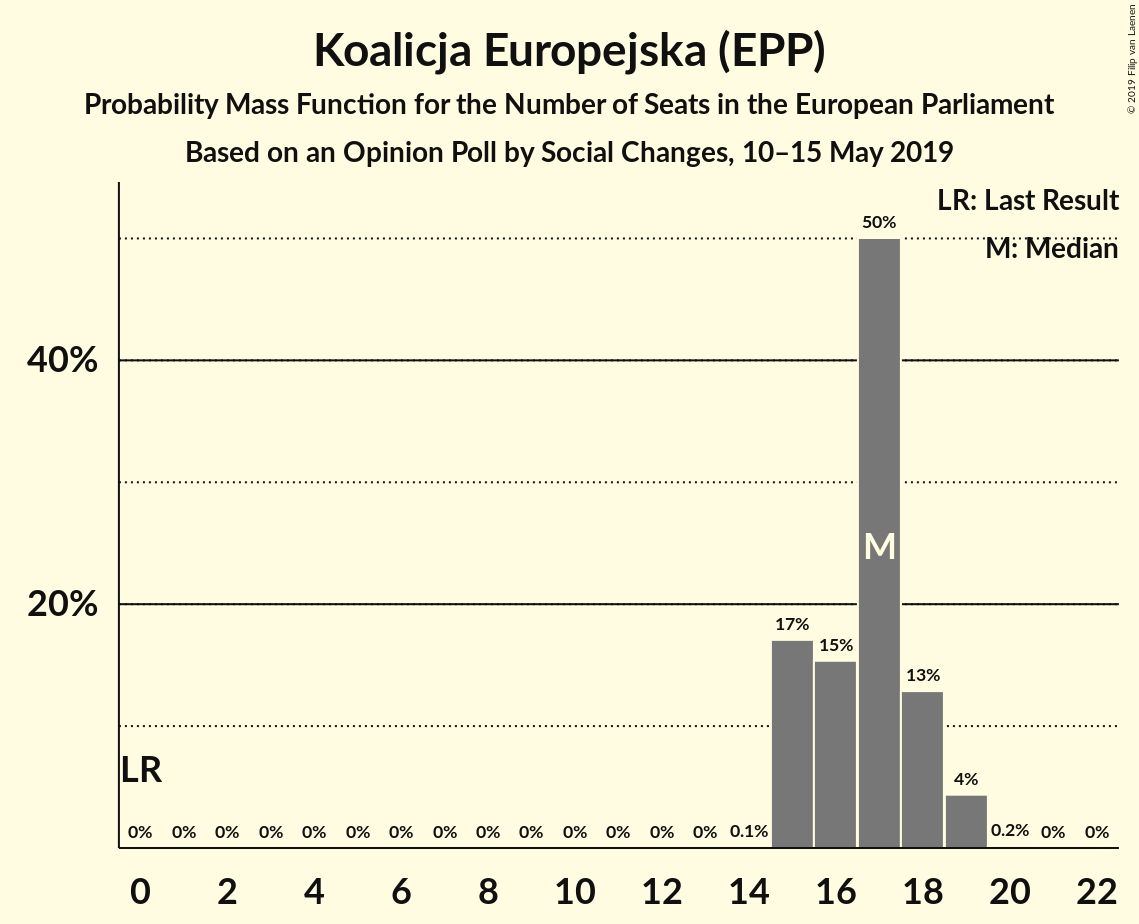 Koalicja Europejska (EPP)
Probability Mass Function for the Number of Seats in the European Parliament
Based on an Opinion Poll by Social Changes, 10–15 May 2019
© 2019 Filip van Laenen
LR: Last Result
M: Median
50%
40%
M
20%
17%
15%
13%
LR
4%
0% 0% 0% 0% 0% 0% 0% 0% 0% 0% 0% 0% 0% 0% 0.1% 0.2% 0% 0%
0 2 4 6 8 10 12 14 16 18 20 22